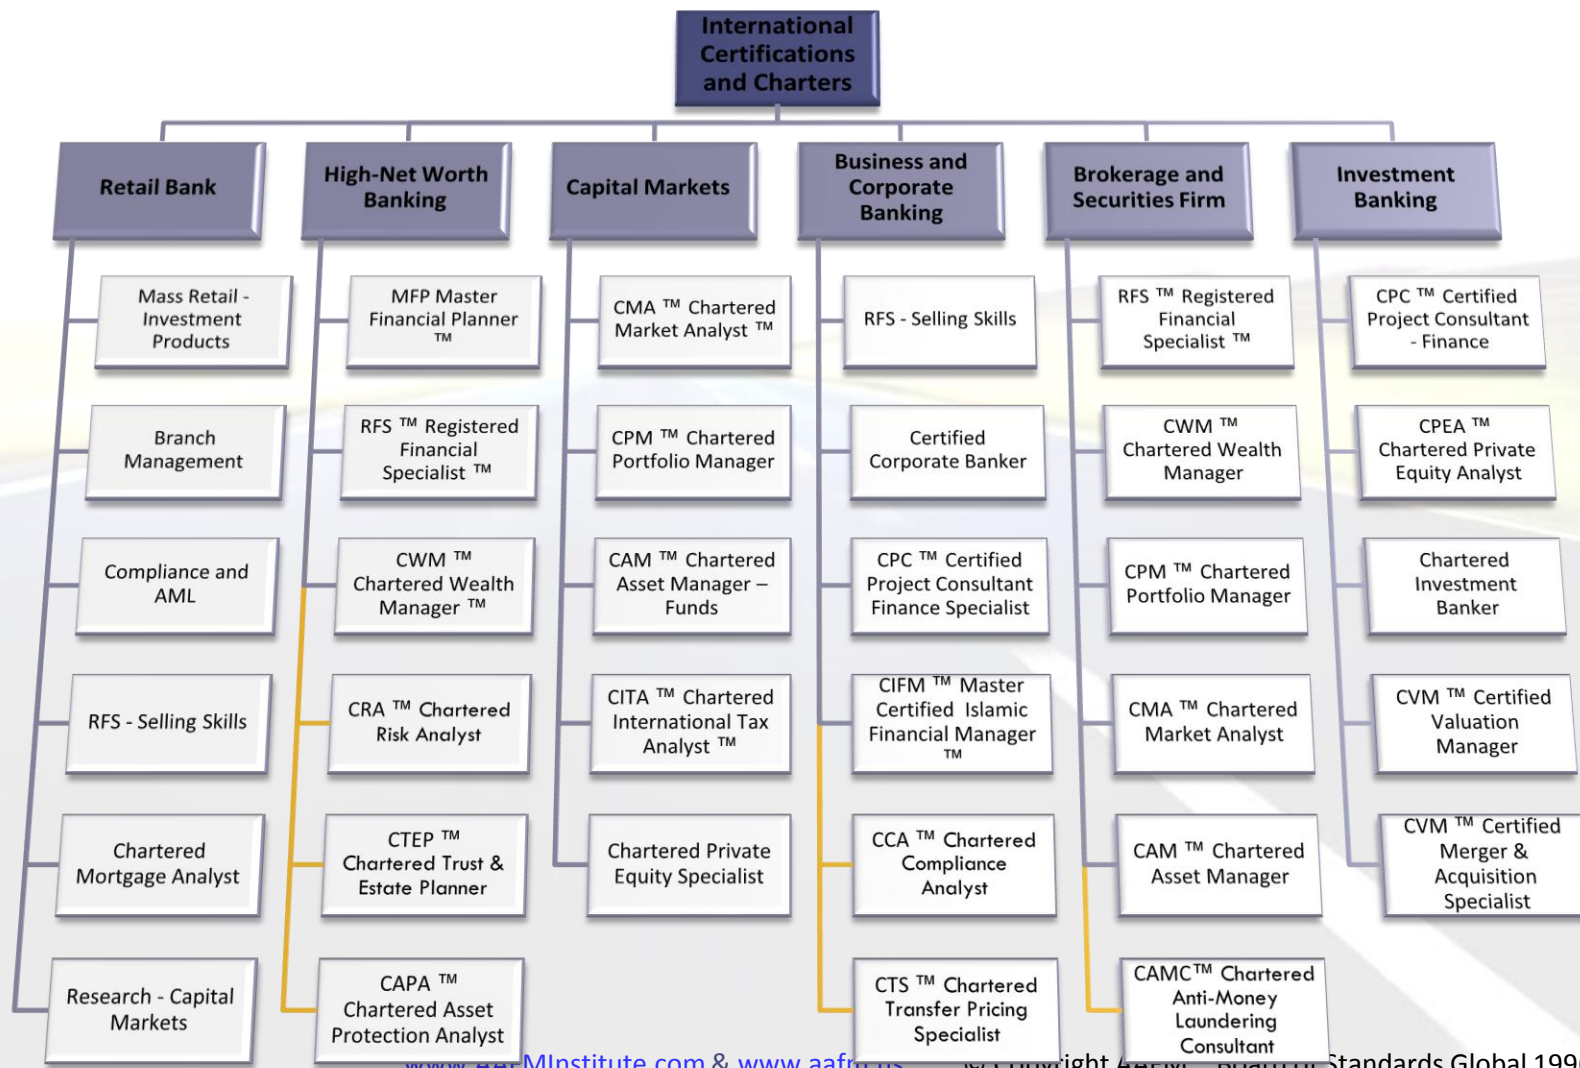 International
Certifications
and Charters
Retail Bank
Mass Retail -
Investment
Products
Branch
Management
Compliance and
AML
RFS - Selling Skills
Chartered
Mortgage Analyst
Research - Capital
Markets
High-Net Worth
Banking
MFP Master
Financial Planner
™
RFS ™ Registered
Financial
Specialist ™
CWM ™
Chartered Wealth
Manager ™
CRA ™ Chartered
Risk Analyst
CTEP ™
Chartered Trust &
Estate Planner
CAPA ™
Chartered Asset
Protection Analyst
Capital Markets
CMA ™ Chartered
Market Analyst ™
CPM ™ Chartered
Portfolio Manager
CAM ™ Chartered
Asset Manager –
Funds
CITA ™ Chartered
International Tax
Analyst ™
Chartered Private
Equity Specialist
Business and
Corporate
Banking
RFS - Selling Skills
Certified
Corporate Banker
CPC ™ Certified
Project Consultant
Finance Specialist
CIFM ™ Master
Certified Islamic
Financial Manager
™
CCA ™ Chartered
Compliance
Analyst
CTS ™ Chartered
Transfer Pricing
Specialist
Brokerage and
Securities Firm
RFS ™ Registered
Financial
Specialist ™
CWM ™
Chartered Wealth
Manager
CPM ™ Chartered
Portfolio Manager
CMA ™ Chartered
Market Analyst
CAM ™ Chartered
Asset Manager
CAMC™ Chartered
Anti-Money
Laundering
Consultant
Investment
Banking
CPC ™ Certified
Project Consultant
- Finance
CPEA ™
Chartered Private
Equity Analyst
Chartered
Investment
Banker
CVM ™ Certified
Valuation
Manager
CVM ™ Certified
Merger &
Acquisition
Specialist
www.AAFMInstitute.com & © Copyright AAFM Board of Standards Global 1996